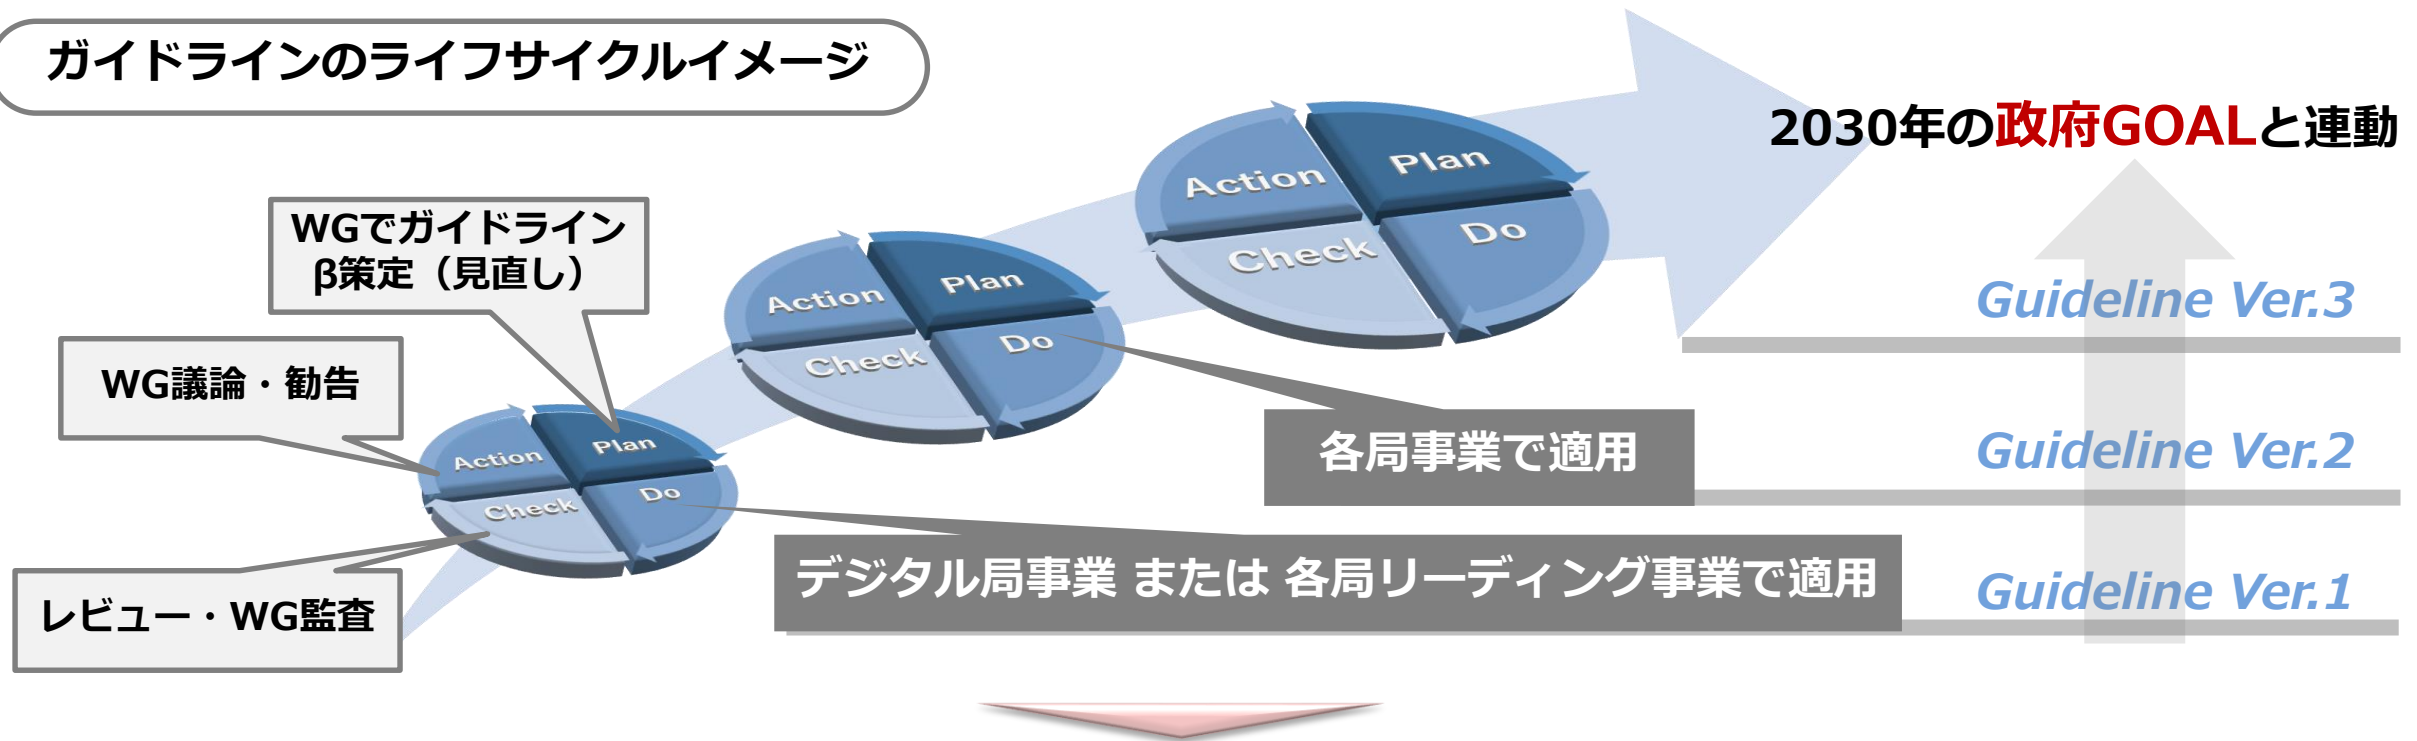 ガイドラインのライフサイクルイメージ
2030年の政府GOALと連動
WGでガイドライン
β策定（見直し）
WG議論・勧告
レビュー・WG監査
Action
Plan
Check
Do
Action
Plan
Check
Do
Action
Plan
Check
Do
各局事業で適用
デジタル局事業 または 各局リーディング事業で適用
Guideline Ver.3
Guideline Ver.2
Guideline Ver.1